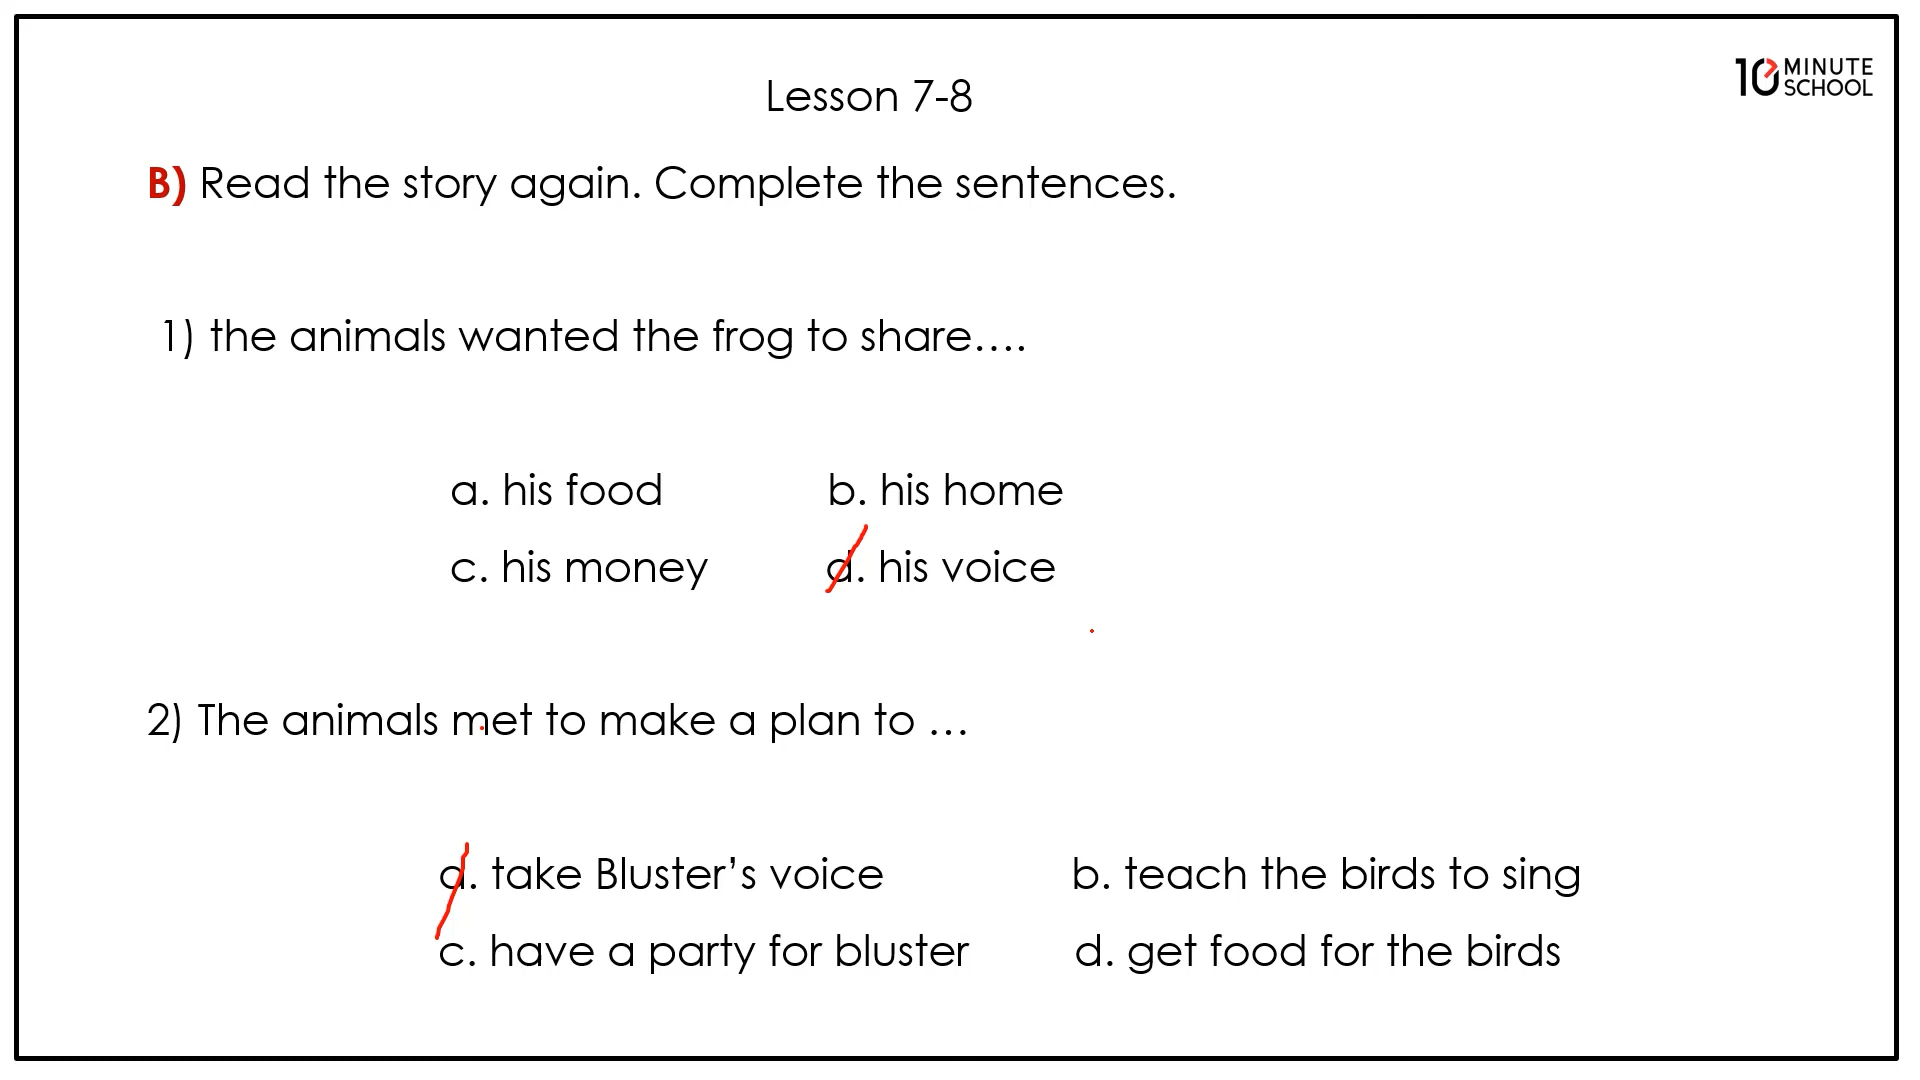 Lesson 7-8
10 MINUTE SCHOOL
B) Read the story again. Complete the sentences.
1) the animals wanted the frog to share....
a. his food b. his home
c. his money d. his voice
2) The animals met to make a plan to ...
a. take Bluster’s voice b. teach the birds to sing
c. have a party for bluster d. get food for the birds